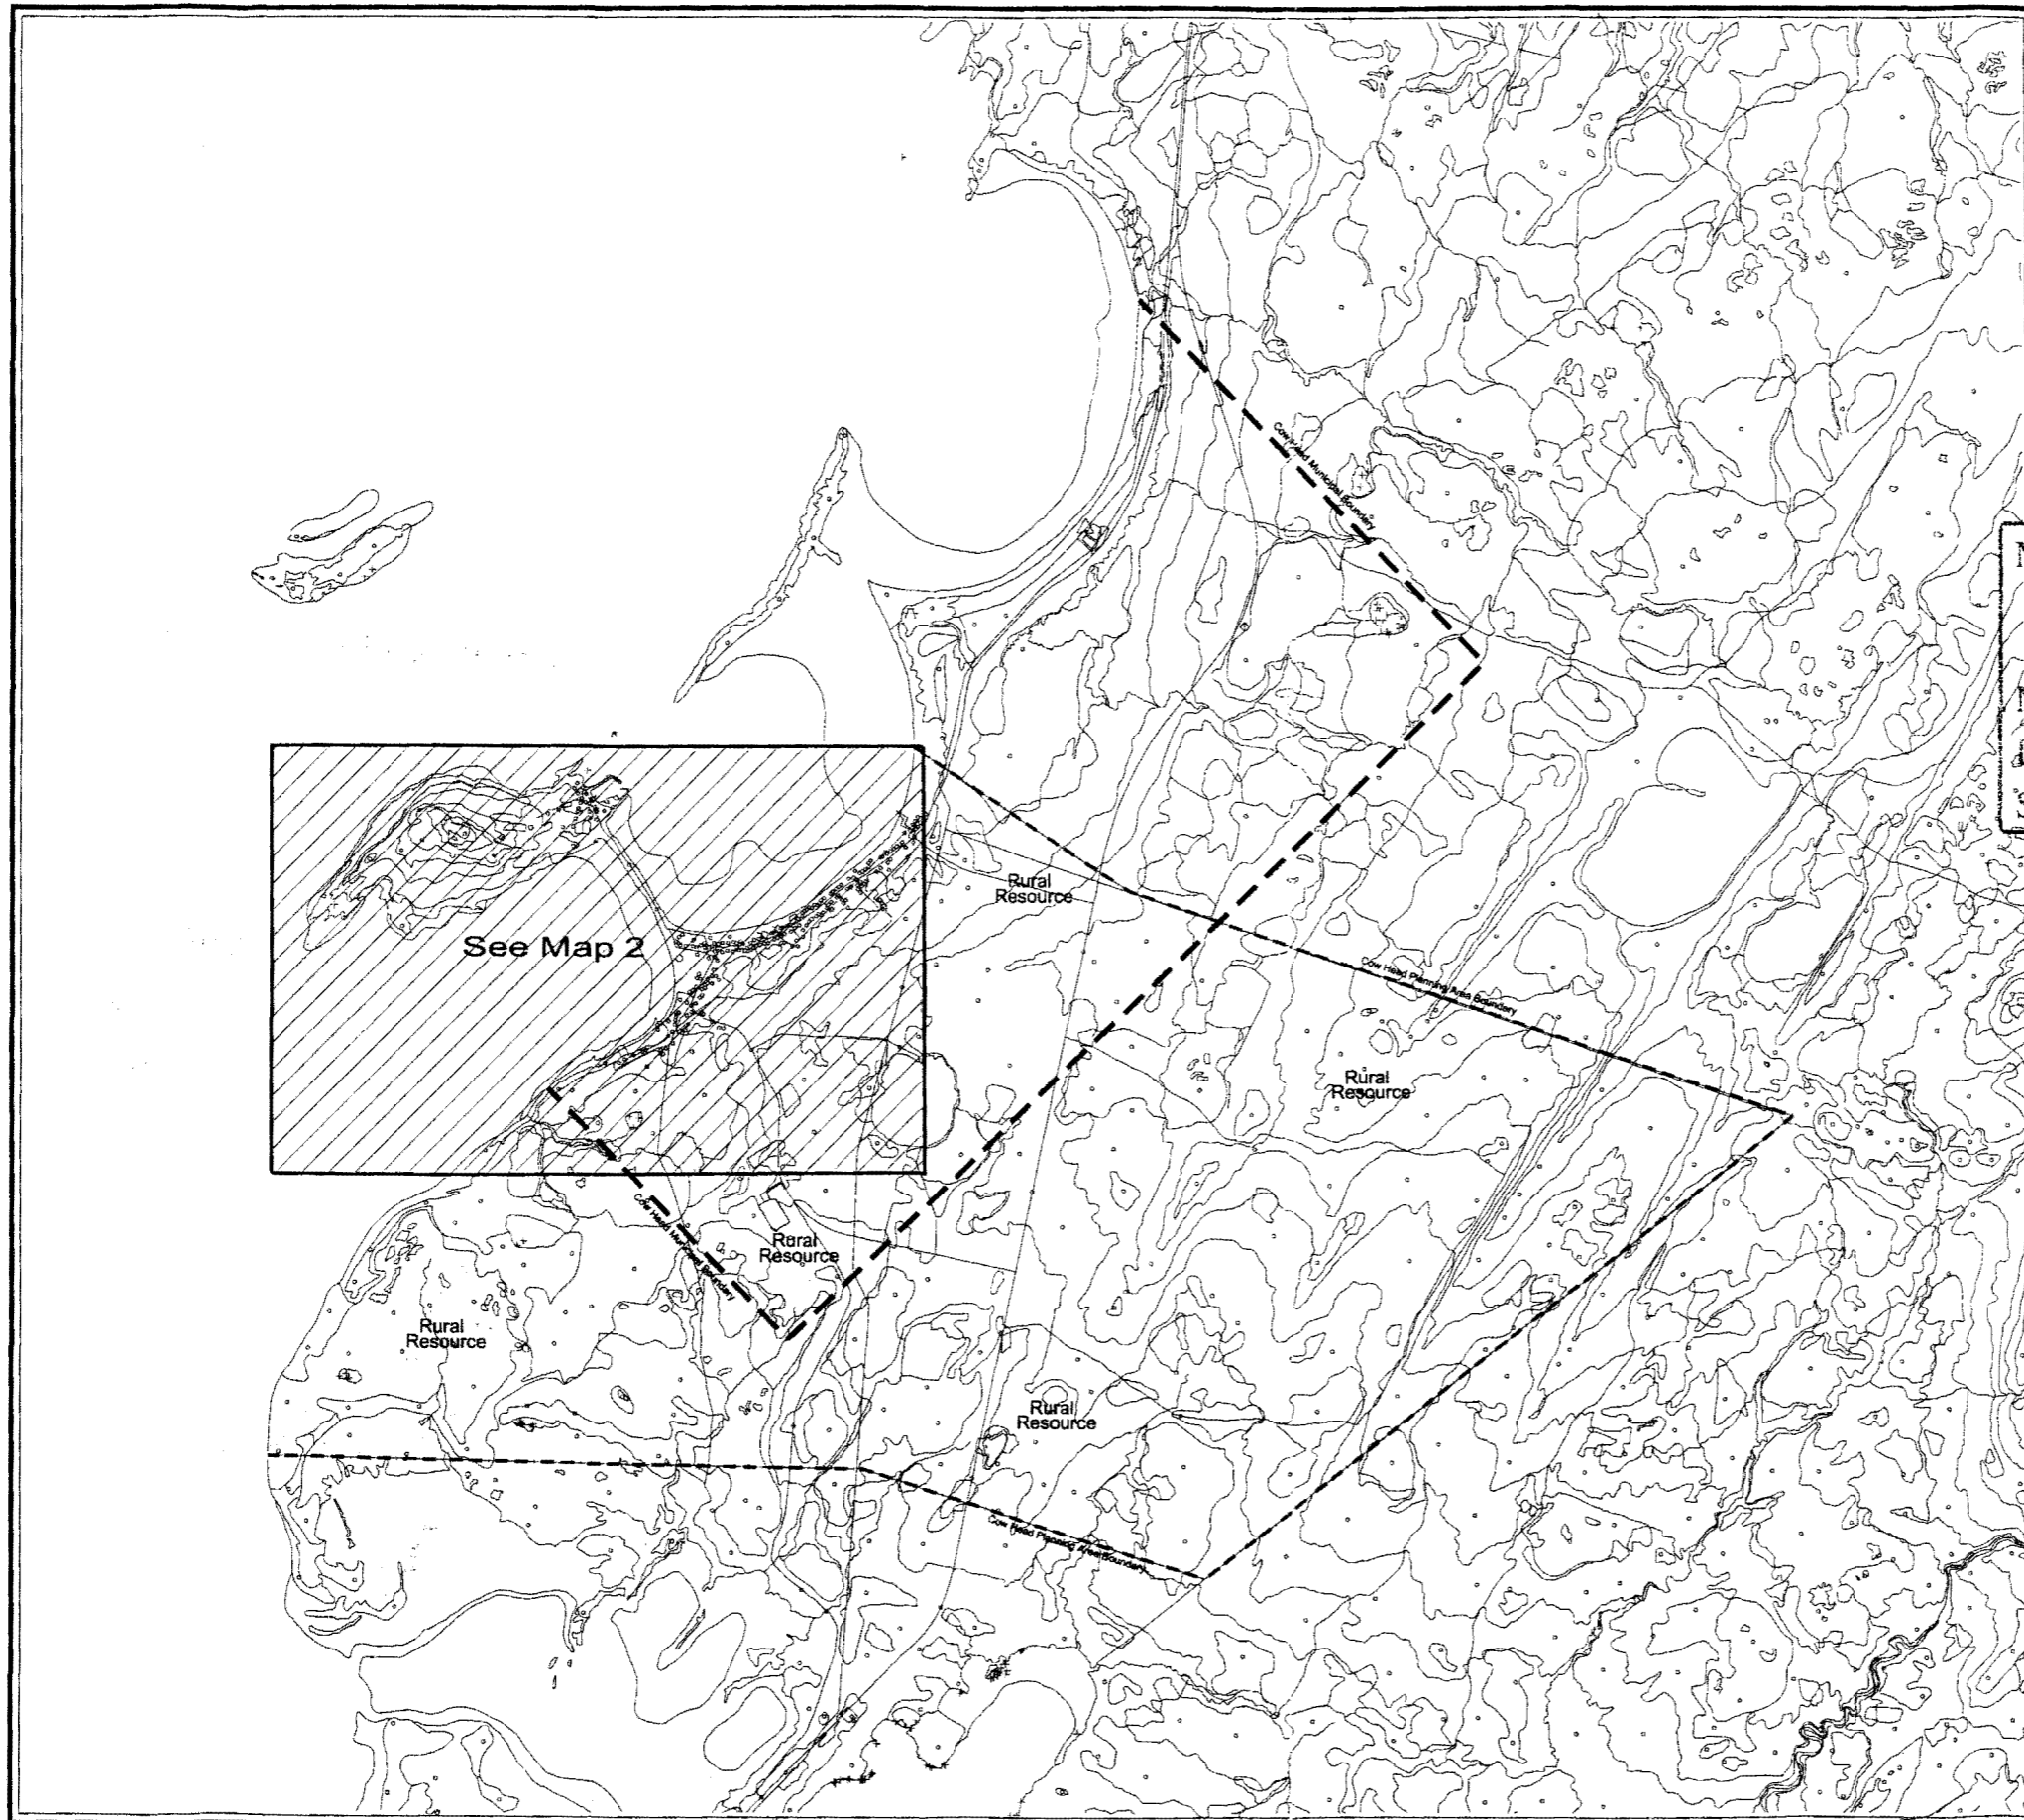 Cow Head Municipal Boundary
Rural
Resource
See Map 2
Cow Head Planning Area Boundary
Rural
Resource
Cow Head Municipal Boundary
Rural
Resource
Rural
Resource
Rural
Resource
Cow Head Planning Area Boundary